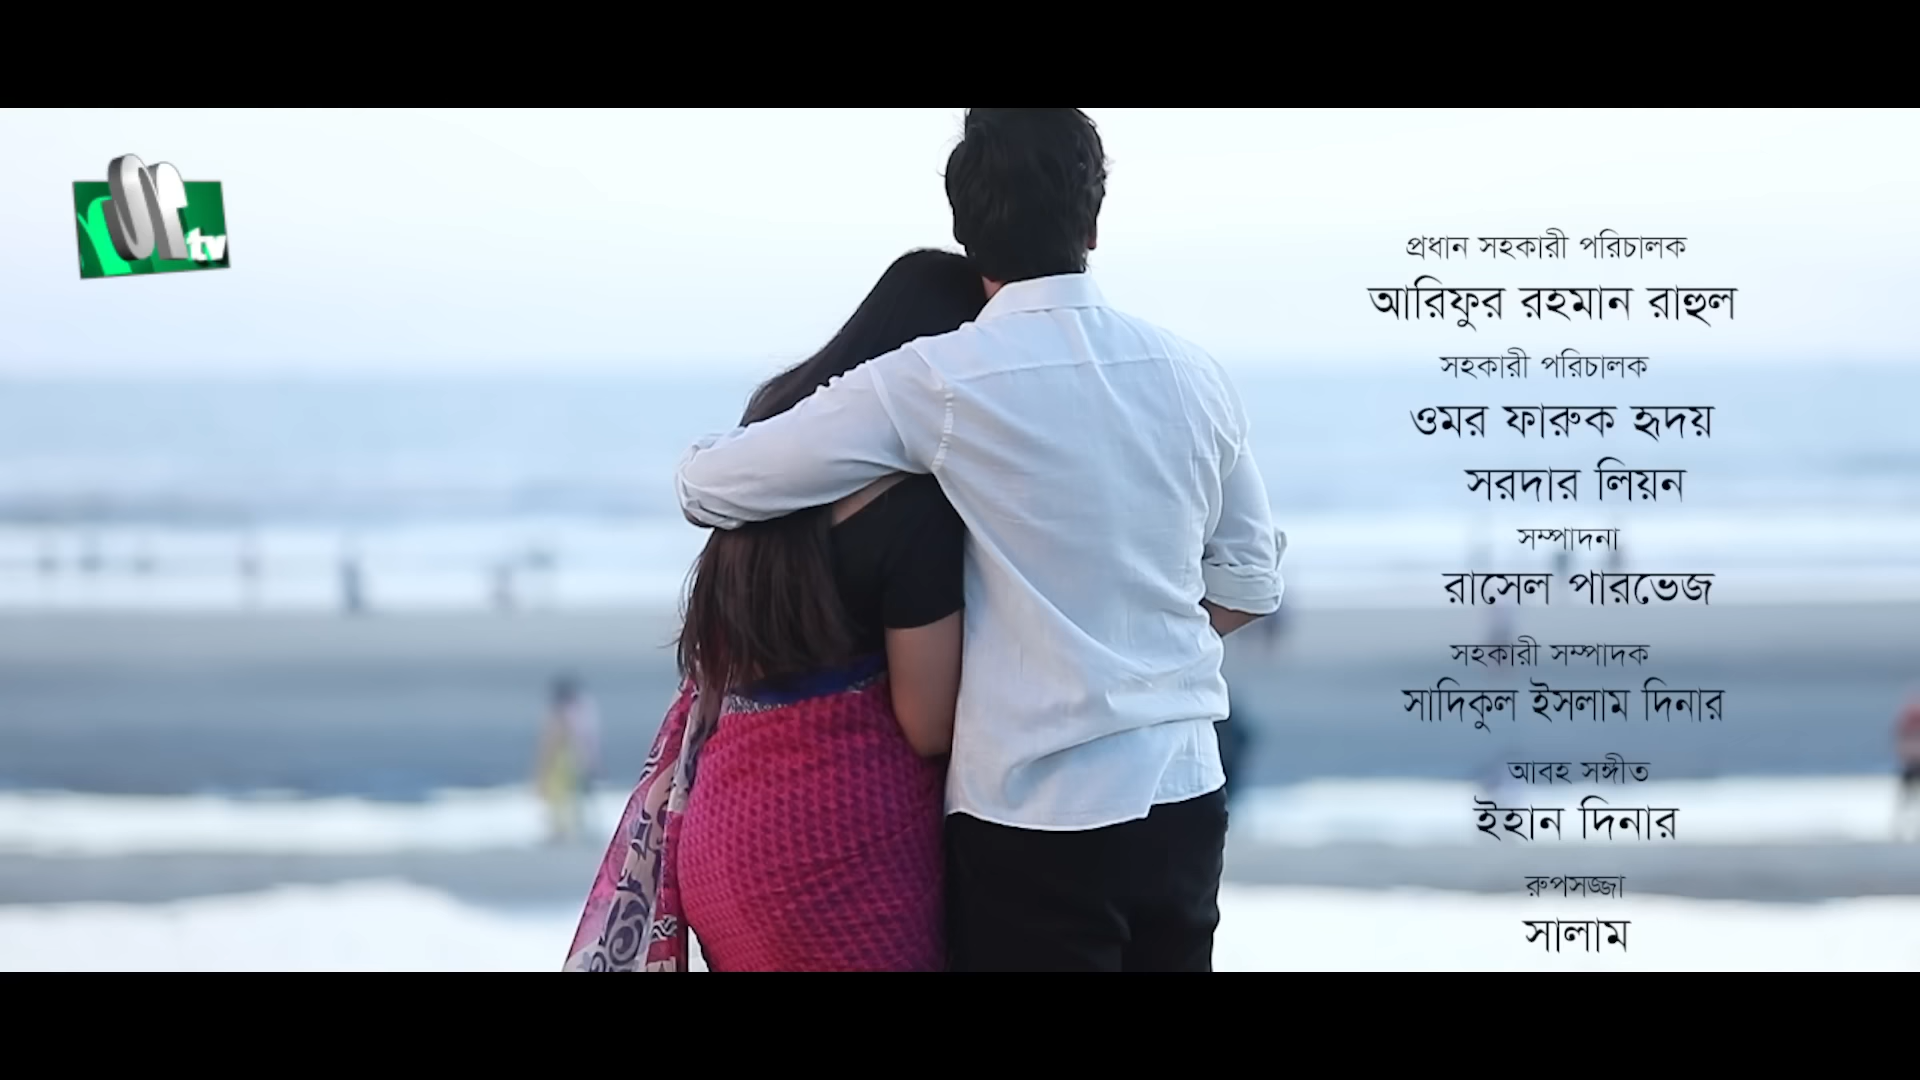 tv
প্রধান সহকারী পরিচালক
আরিফুর রহমান রাহুল
সহকারী পরিচালক
ওমর ফারুক হৃদয়
সরদার লিয়ন
সম্পাদনা
রাসেল পারভেজ
সহকারী সম্পাদক
সাদিকুল ইসলাম দিনার
আবহ সঙ্গীত
ইহান দিনার
রুপসজ্জা
সালাম